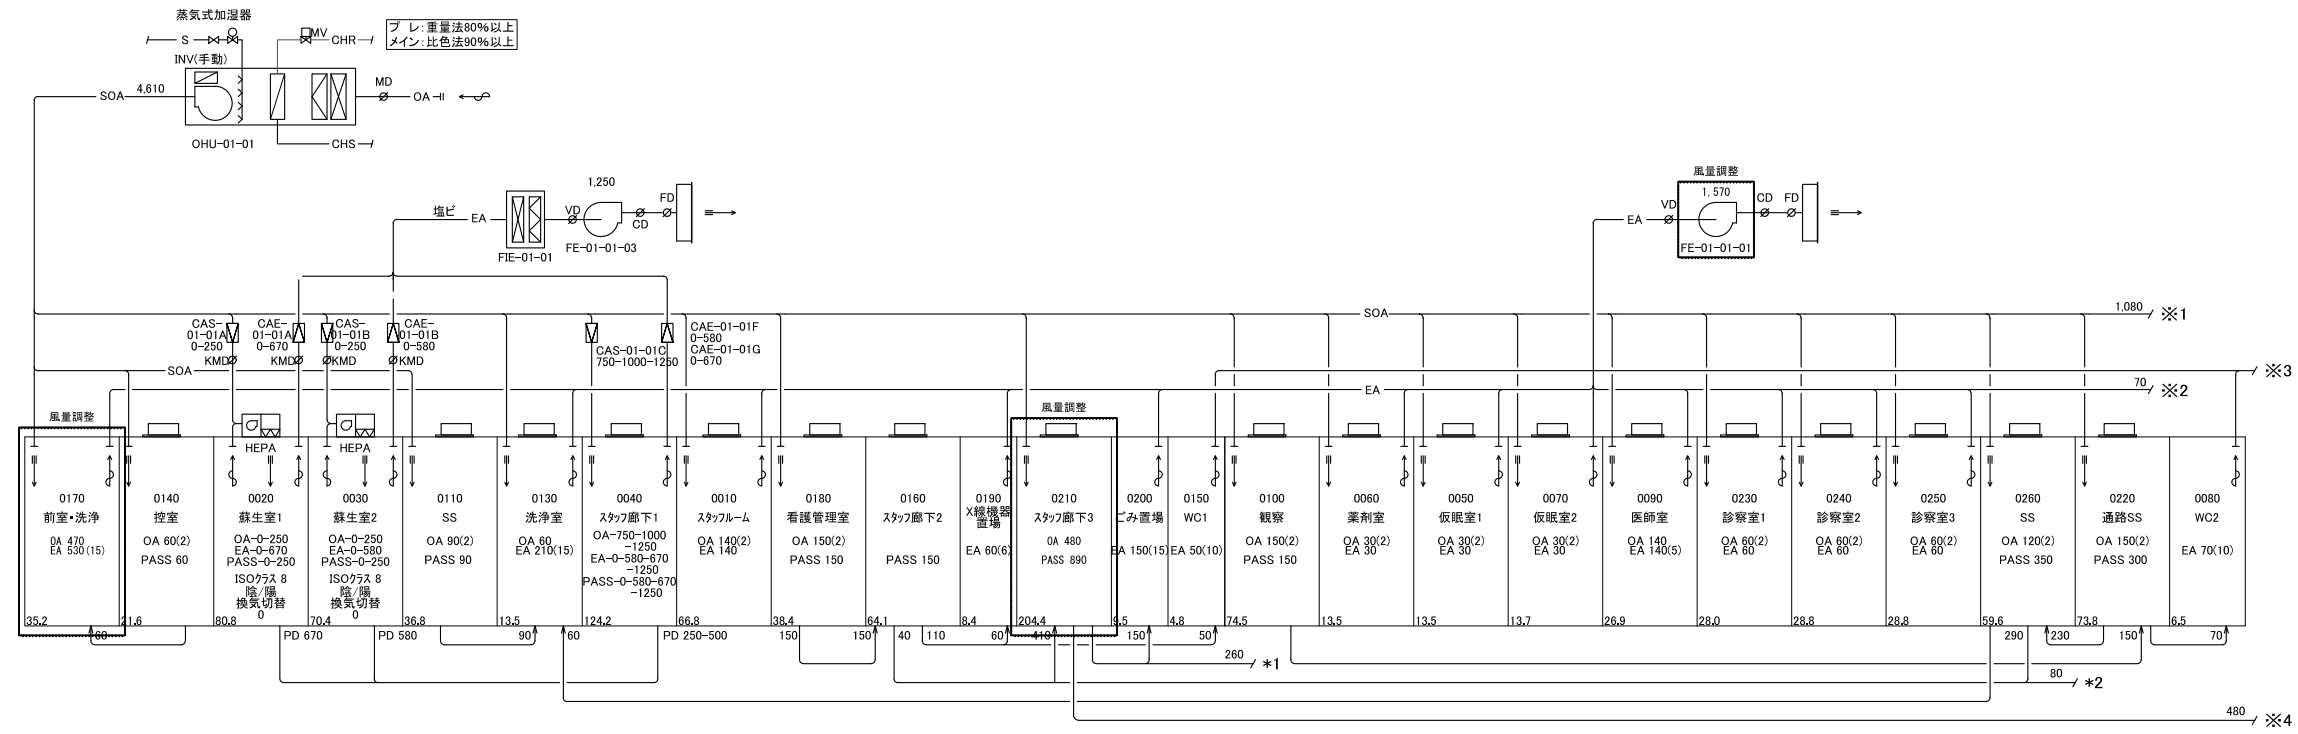 蒸気式加湿器
S
MV
CHR
プ レ:重量法80%以上
メイン:比色法90%以上
INV(手動)
SOA
4,610
MD
OA
OHU-01-01
CHS
風量調整
1,250
1,570
塩ビ
EA
VD
CD
FD
FIE-01-01
FE-01-01-03
EA
VD
CD
FD
FE-01-01-01
SOA
1,080
※1
CAS-
01-01A
0-250
KMD
CAE-
01-01A
0-670
KMD
CAS-
01-01B
0-250
KMD
CAE-
01-01B
0-580
KMD
CAS-01-01C
750-1000-1250
CAE-01-01F
0-580
CAE-01-01G
0-670
SOA
※3
EA
70
※2
風量調整
風量調整
HEPA
HEPA
0170
前室・洗浄
OA 470
EA 530(15)
35.2
0140
控室
OA 60(2)
PASS 60
21.6
0020
蘇生室1
OA-0-250
EA-0-670
PASS-0-250
ISOクラス 8
陰/陽
換気切替
0
80.8
0030
蘇生室2
OA-0-250
EA-0-580
PASS-0-250
ISOクラス 8
陰/陽
換気切替
0
70.4
0110
SS
OA 90(2)
PASS 90
36.8
0130
洗浄室
OA 60
EA 210(15)
13.5
0040
スタッフ廊下1
OA-750-1000
-1250
EA-0-580-670
-1250
PASS-0-580-670
-1250
124.2
0010
スタッフルーム
OA 140(2)
EA 140
66.8
0180
看護管理室
OA 150(2)
PASS 150
38.4
0160
スタッフ廊下2
PASS 150
64.1
0190
X線機器
置場
EA 60(6)
8.4
0210
スタッフ廊下3
OA 480
PASS 890
204.4
0200
ごみ置場
EA 150(15)
9.5
0150
WC1
EA 50(10)
4.8
0100
観察
OA 150(2)
PASS 150
74.5
0060
薬剤室
OA 30(2)
EA 30
13.5
0050
仮眠室1
OA 30(2)
EA 30
13.5
0070
仮眠室2
OA 30(2)
EA 30
13.7
0090
医師室
OA 140
EA 140(5)
26.9
0230
診察室1
OA 60(2)
EA 60
28.0
0240
診察室2
OA 60(2)
EA 60
28.8
0250
診察室3
OA 60(2)
EA 60
28.8
0260
SS
OA 120(2)
PASS 350
59.6
0220
通路SS
OA 150(2)
PASS 300
73.8
0080
WC2
EA 70(10)
6.5
60
PD 670
PD 580
90
60
PD 250-500
150
150
40
110
60
410
150
50
290
230
150
70
260
*1
80
*2
480
※4